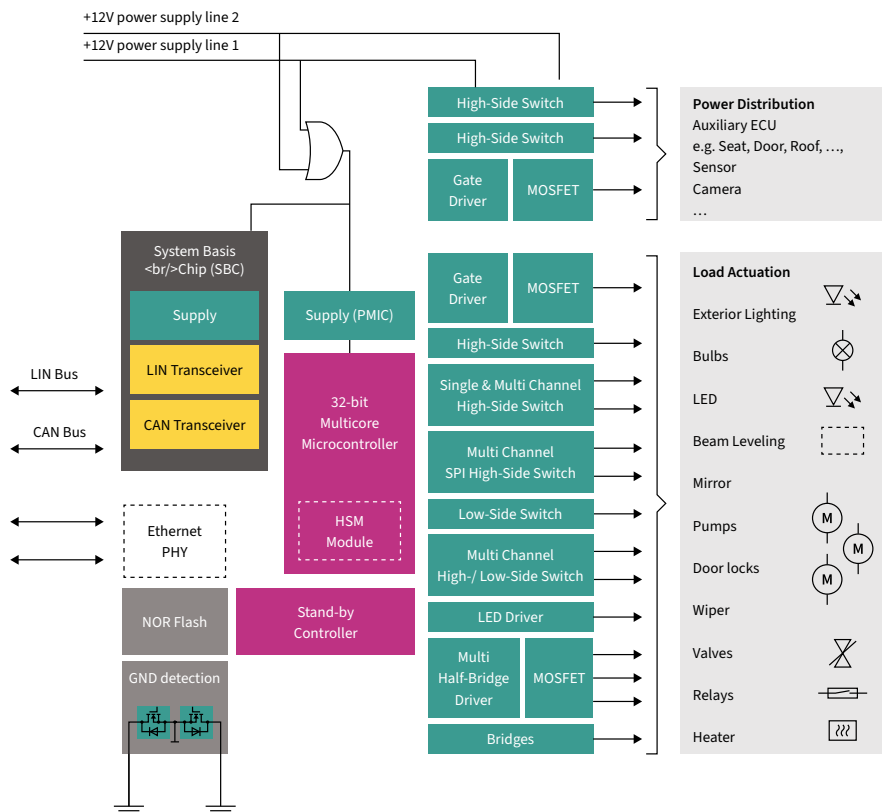 +12V power supply line 2
+12V power supply line 1
High-Side Switch
High-Side Switch
Gate
Driver
MOSFET
Power Distribution
Auxiliary ECU
e.g. Seat, Door, Roof, …,
Sensor
Camera
…
System Basis
<br/>Chip (SBC)
Supply
LIN Transceiver
CAN Transceiver
LIN Bus
CAN Bus
Supply (PMIC)
32-bit
Multicore
Microcontroller
HSM
Module
Ethernet
PHY
NOR Flash
Stand-by
Controller
GND detection
Gate
Driver
MOSFET
High-Side Switch
Single & Multi Channel
High-Side Switch
Multi Channel
SPI High-Side Switch
Low-Side Switch
Multi Channel
High-/ Low-Side Switch
LED Driver
Multi
Half-Bridge
Driver
MOSFET
Bridges
Load Actuation
Exterior Lighting
Bulbs
LED
Beam Leveling
Mirror
Pumps
Door locks
Wiper
Valves
Relays
Heater
M
M
M